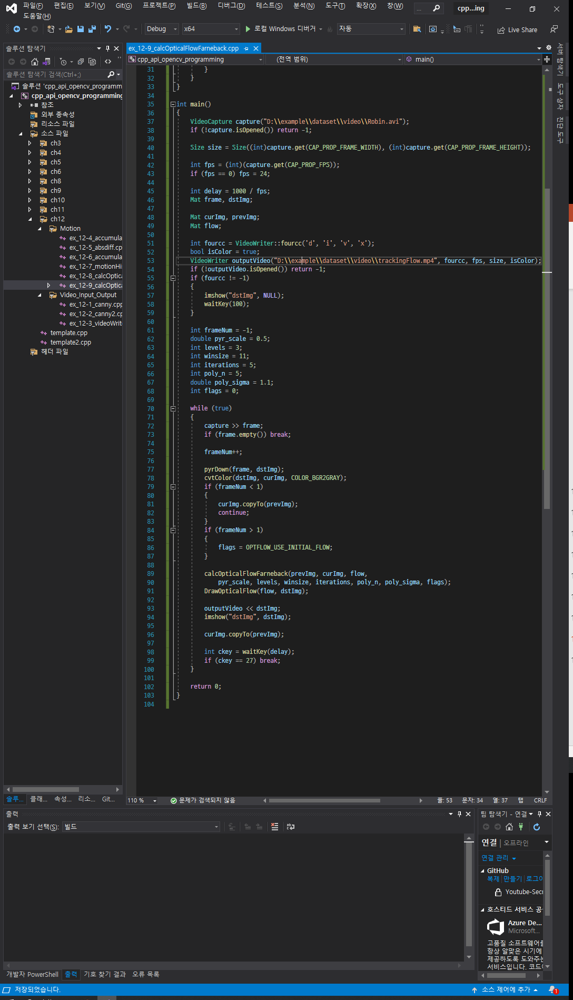 파일(F) 편집(E) 보기(V) Git(G) 프로젝트(P) 빌드(B) 디버그(D) 테스트(S) 분석(N) 도구(T) 확장(X) 창(W) ... cpp...ing
도움말(H)
Debug x64 로컬 Windows 디버거 자동 Live Share
솔루션 탐색기
솔루션 탐색기 검색(Ctrl+;)
솔루션 'cpp_api_opencv_programm
cpp_api_opencv_programming
참조
외부 종속성
리소스 파일
소스 파일
ch3
ch4
ch5
ch6
ch8
ch9
ch10
ch11
ch12
Motion
ex_12-4_accumula
ex_12-5_absdiff.cp
ex_12-6_accumula
ex_12-7_motionHis
ex_12-8_calcOptica
ex_12-9_calcOptica
Video_Input_Output
ex_12-1_canny.cpp
ex_12-2_canny2.cp
ex_12-3_videoWrit
template.cpp
template2.cpp
헤더 파일
솔루... 클래... 속성... 리소... Git...
ex_12-9_calcOpticalFlowFarneback.cpp
cpp_api_opencv_programming (전역 범위) main()
31 }
32 }
33 }
34
35 int main()
36 {
37 VideoCapture capture("D:\\example\\dataset\\video\\Robin.avi");
38 if (!capture.isOpened()) return -1;
39
40 Size size = Size((int)capture.get(CAP_PROP_FRAME_WIDTH), (int)capture.get(CAP_PROP_FRAME_HEIGHT));
41
42 int fps = (int)(capture.get(CAP_PROP_FPS));
43 if (fps == 0) fps = 24;
44
45 int delay = 1000 / fps;
46 Mat frame, dstImg;
47
48 Mat curImg, prevImg;
49 Mat flow;
50
51 int fourcc = VideoWriter::fourcc('d', 'i', 'v', 'x');
52 bool isColor = true;
53 VideoWriter outputVideo("D:\\example\\dataset\\video\\trackingFlow.mp4", fourcc, fps, size, isColor);
54 if (!outputVideo.isOpened()) return -1;
55 if (fourcc != -1)
56 {
57 imshow("dstImg", NULL);
58 waitKey(100);
59 }
60
61 int frameNum = -1;
62 double pyr_scale = 0.5;
63 int levels = 3;
64 int winsize = 11;
65 int iterations = 5;
66 int poly_n = 5;
67 double poly_sigma = 1.1;
68 int flags = 0;
69
70 while (true)
71 {
72 capture >> frame;
73 if (frame.empty()) break;
74
75 frameNum++;
76
77 pyrDown(frame, dstImg);
78 cvtColor(dstImg, curImg, COLOR_BGR2GRAY);
79 if (frameNum < 1)
80 {
81 curImg.copyTo(prevImg);
82 continue;
83 }
84 if (frameNum > 1)
85 {
86 flags = OPTFLOW_USE_INITIAL_FLOW;
87 }
88
89 calcOpticalFlowFarneback(prevImg, curImg, flow,
90 pyr_scale, levels, winsize, iterations, poly_n, poly_sigma, flags);
91 DrawOpticalFlow(flow, dstImg);
92
93 outputVideo << dstImg;
94 imshow("dstImg", dstImg);
95
96 curImg.copyTo(prevImg);
97
98 int ckey = waitKey(delay);
99 if (ckey == 27) break;
100 }
101
102 return 0;
103 }
104
110 % 문제가 검색되지 않음 줄: 53 문자: 34 열: 37 탭 CRLF
서버 탐색기
도구 상자
진단 도구
출력
출력 보기 선택(S): 빌드
개발자 PowerShell 출력 기호 찾기 결과 오류 목록
팀 탐색기 - 연결
연결 | 오프라인
연결 관리
GitHub
복제 만들기 로그아
Youtube-Secr
호스티드 서비스 공
Azure De...
Microsoft...
고품질 소프트웨어를
항상 알맞은 시기에
제공하도록 도와주는
서비스입니다. 코드
저장되었습니다. 소스 제어에 추가 1